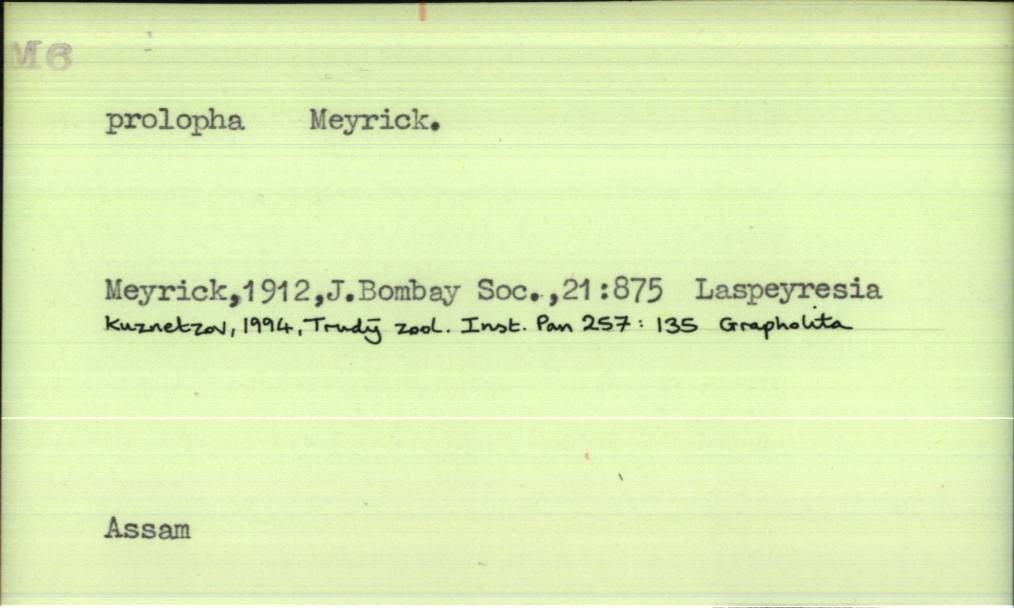 M6
prolopha Meyrick.
Meyrick,1912,J.Bombay Soc.,21:875 Laspeyresia
Kuznetzov, 1994, Trudȳ zool. Inst. Pan 257: 135 Grapholita
Assam